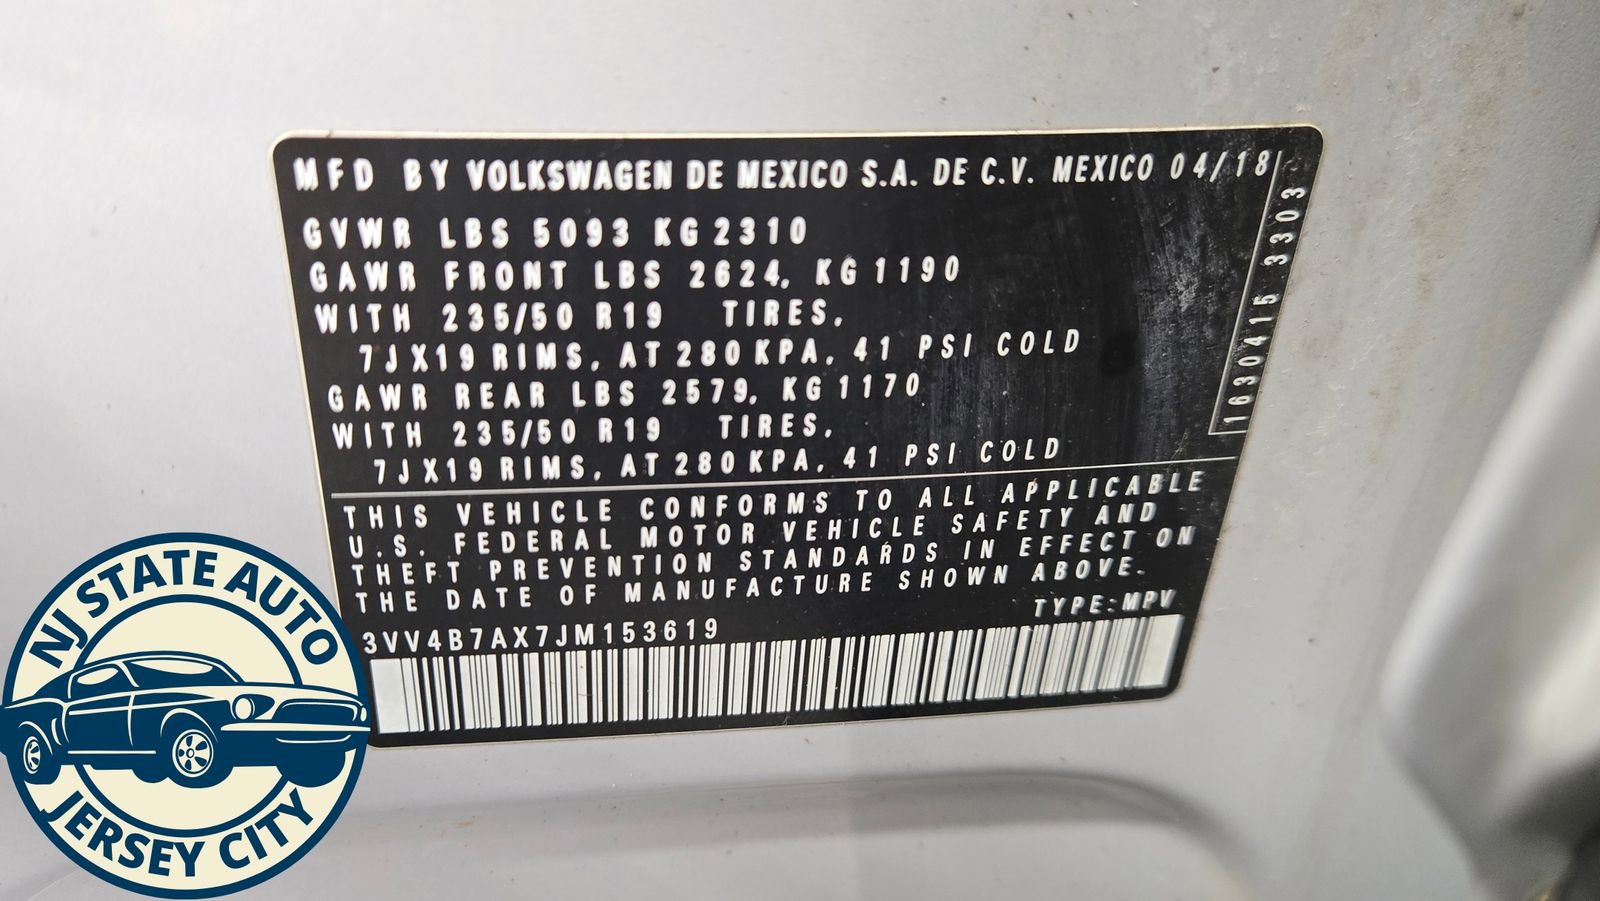 MFD BY VOLKSWAGEN DE MEXICO S.A. DE C.V. MEXICO 04/18
GVWR LBS 5093 KG 2310
GAWR FRONT LBS 2624, KG 1190
WITH 235/50 R19 TIRES,
7JX19 RIMS, AT 280 KPA, 41 PSI COLD
GAWR REAR LBS 2579, KG 1170
WITH 235/50 R19 TIRES,
7JX19 RIMS, AT 280 KPA, 41 PSI COLD
1630415 3303
THIS VEHICLE CONFORMS TO ALL APPLICABLE
U.S. FEDERAL MOTOR VEHICLE SAFETY AND
THEFT PREVENTION STANDARDS IN EFFECT ON
THE DATE OF MANUFACTURE SHOWN ABOVE.
TYPE: MPV
3VV4B7AX7JM153619
NJ STATE AUTO
JERSEY CITY